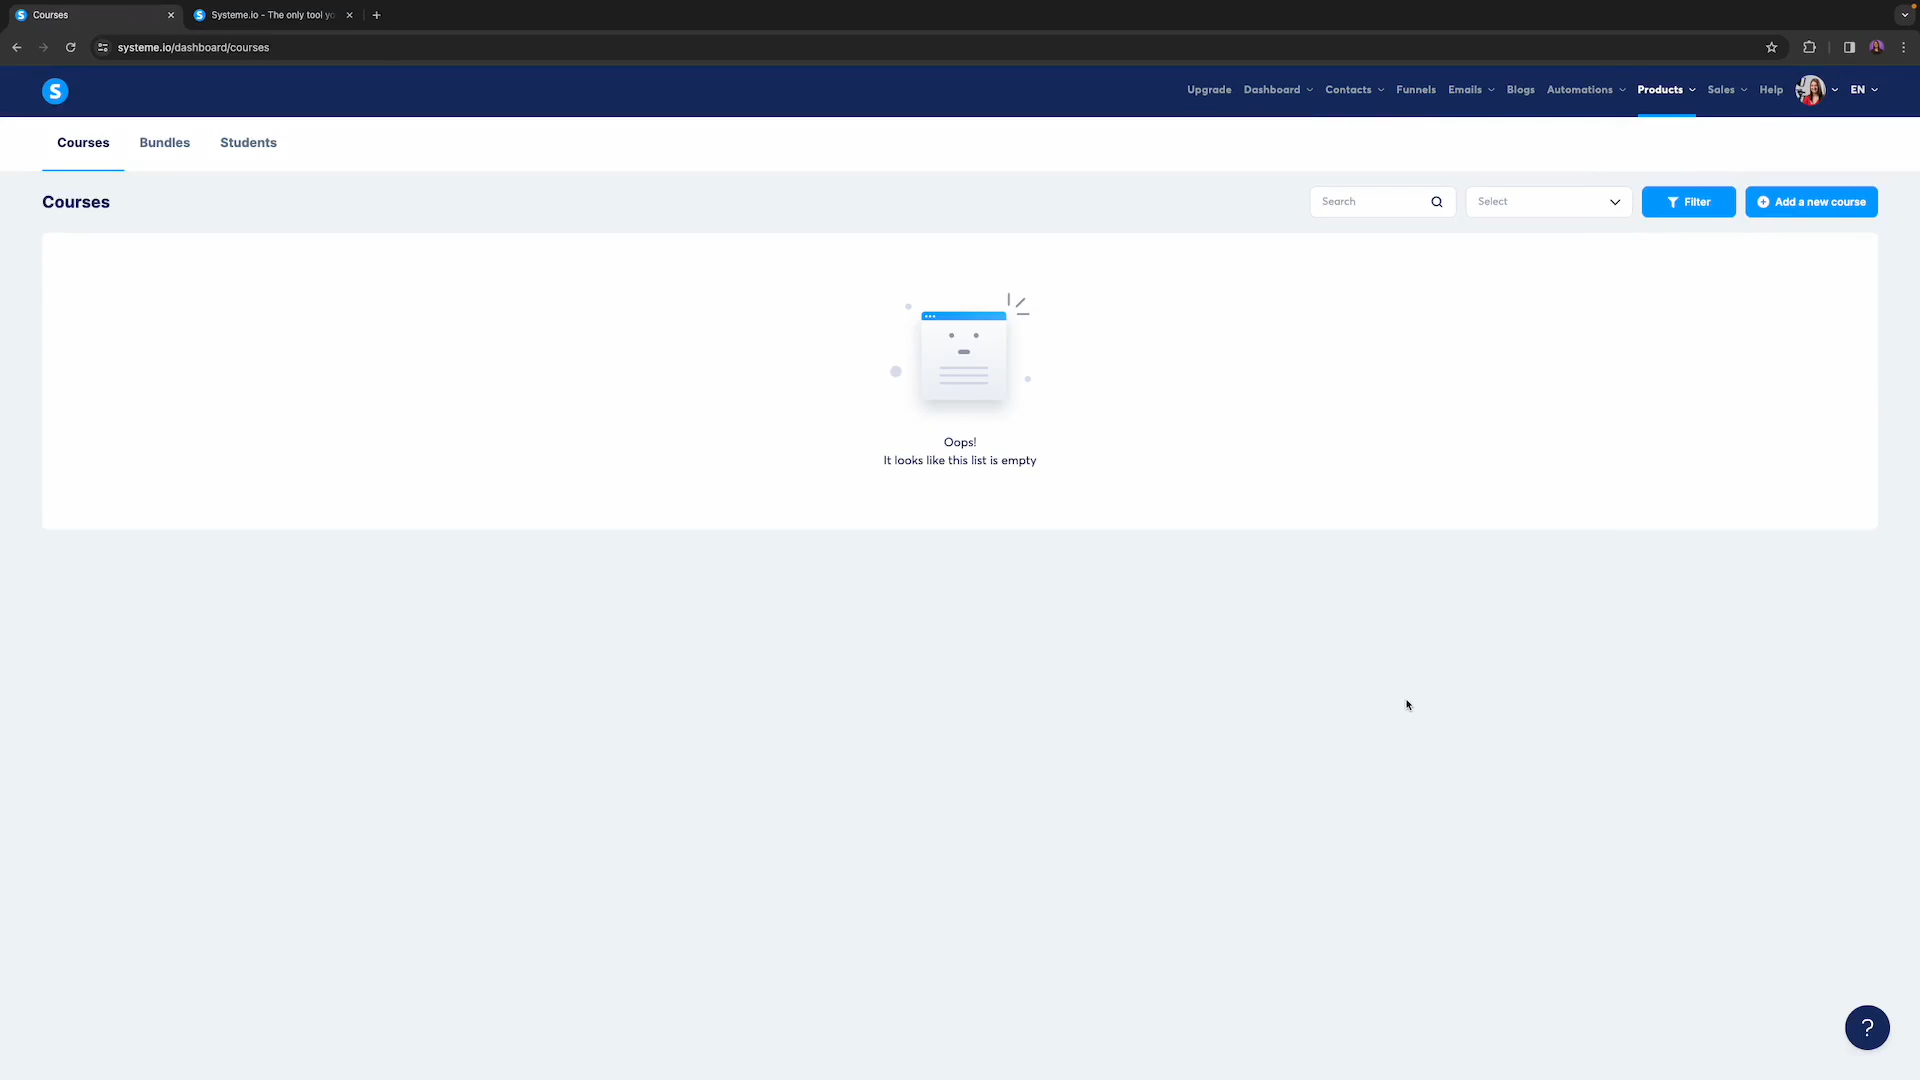 Courses
Systeme.io - The only tool yo
systeme.io/dashboard/courses
S
Upgrade Dashboard Contacts Funnels Emails Blogs Automations Products Sales Help EN
Courses Bundles Students
Courses
Search
Select
Filter
Add a new course
Oops!
It looks like this list is empty
?